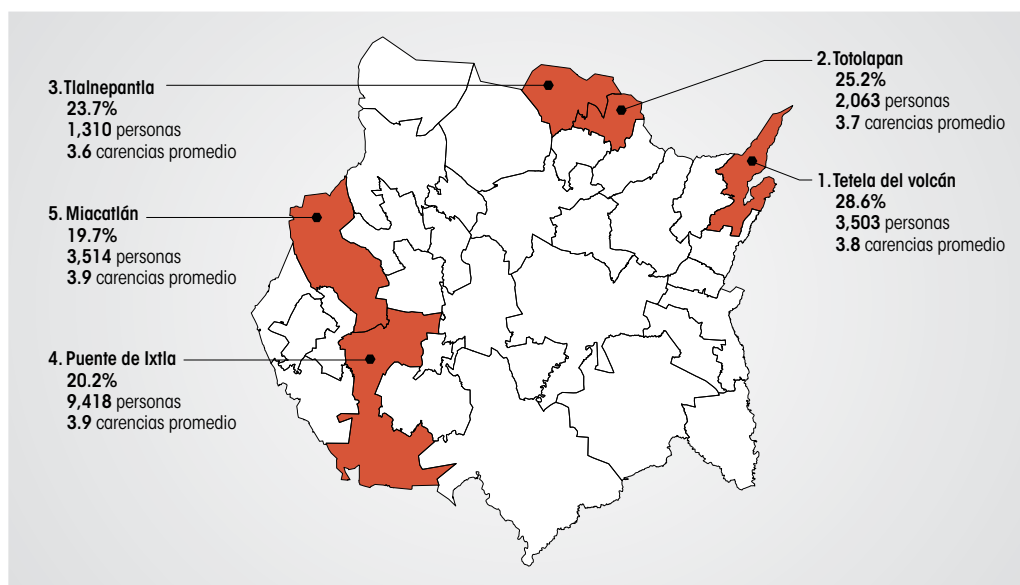 3. Tlalnepantla
23.7%
1,310 personas
3.6 carencias promedio
2. Totolapan
25.2%
2,063 personas
3.7 carencias promedio
1. Tetela del volcán
28.6%
3,503 personas
3.8 carencias promedio
5. Miacatlán
19.7%
3,514 personas
3.9 carencias promedio
4. Puente de Ixtla
20.2%
9,418 personas
3.9 carencias promedio